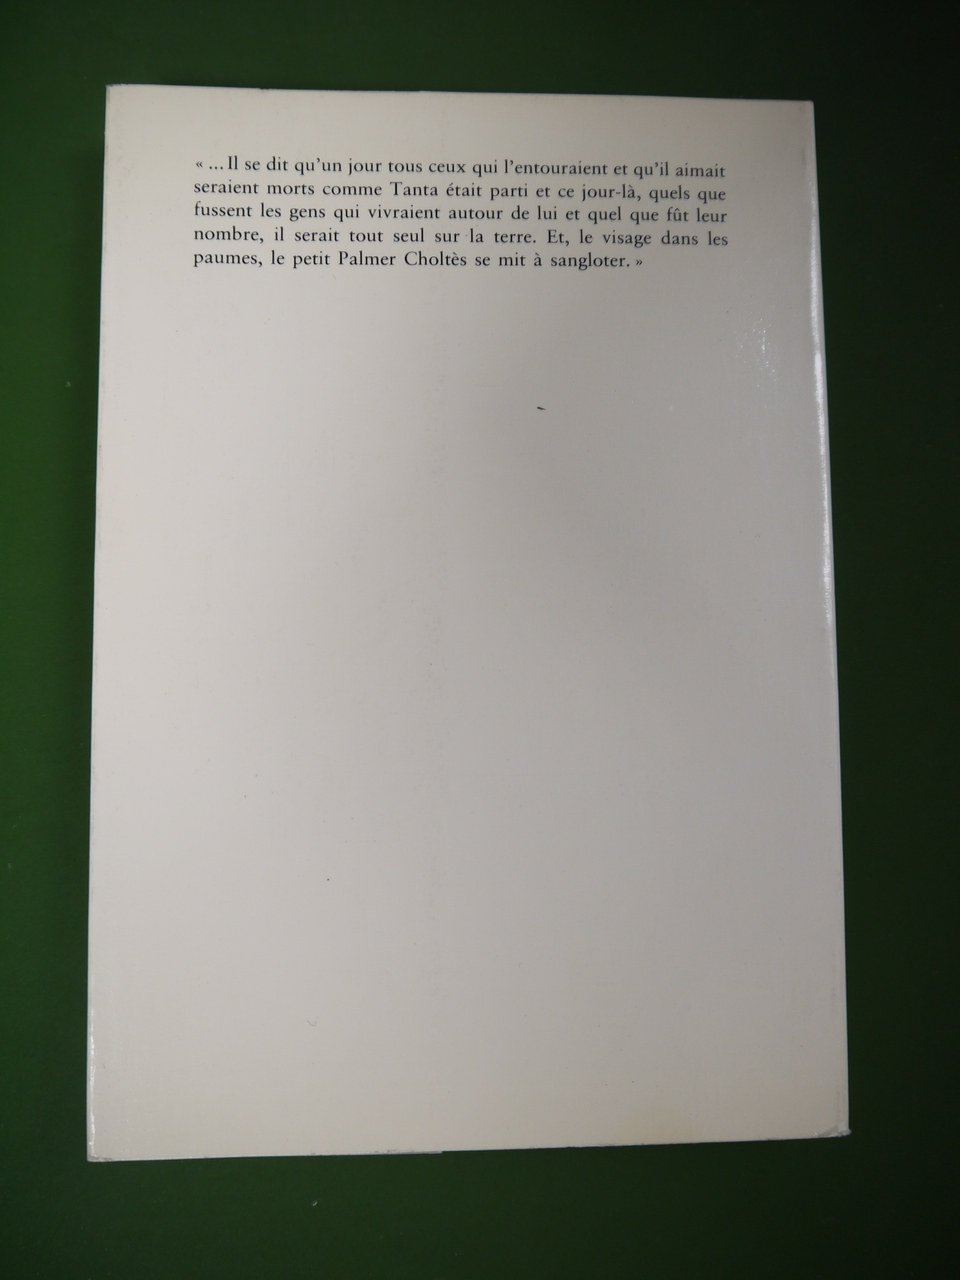 « ... Il se dit qu'un jour tous ceux qui l'entouraient et qu'il aimait
seraient morts comme Tanta était parti et ce jour-là, quels que
fussent les gens qui vivraient autour de lui et quel que fût leur
nombre, il serait tout seul sur la terre. Et, le visage dans les
paumes, le petit Palmer Choltès se mit à sangloter. »